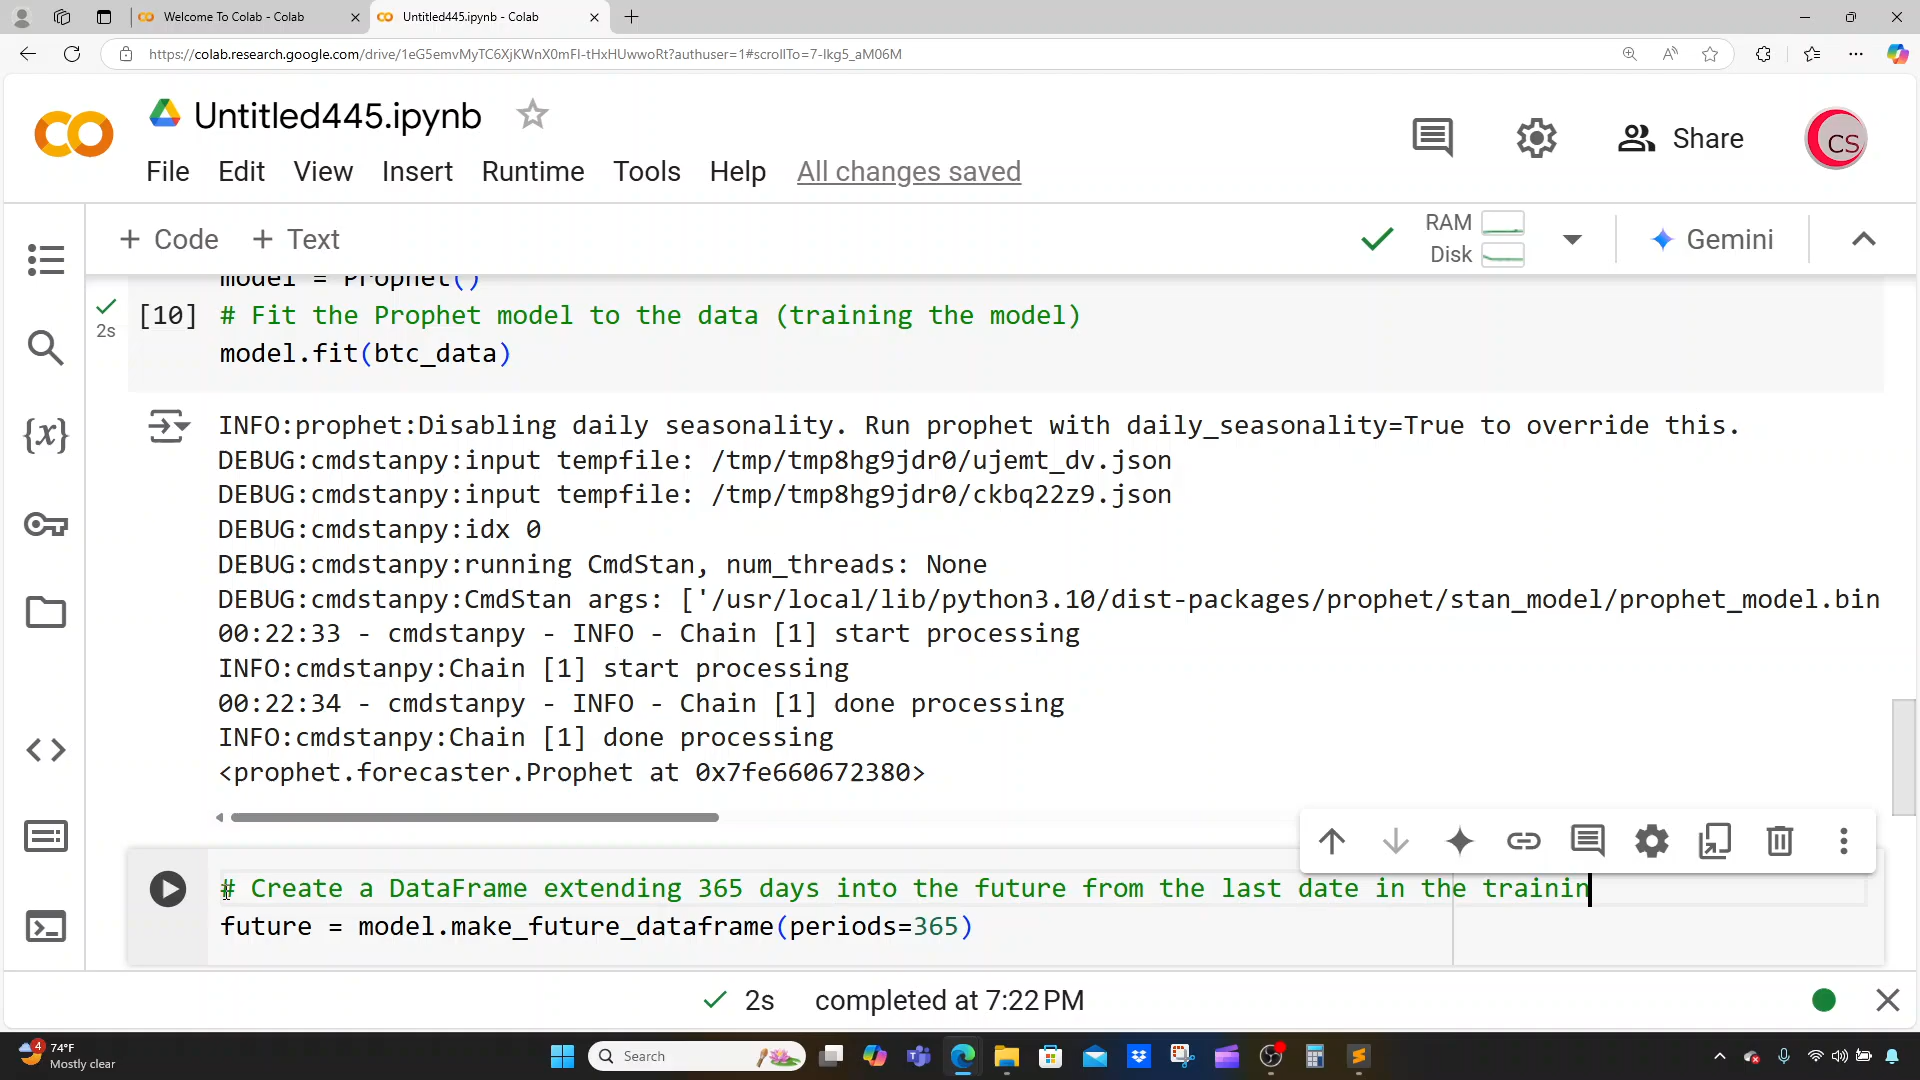 Welcome To Colab - Colab
Untitled445.ipynb - Colab
https://colab.research.google.com/drive/1eG5emvMyTC6XjKWnX0mFI-tHxHUwwoRt?authuser=1#scrollTo=7-Ikg5_aM06M
Untitled445.ipynb
Share
CS
File Edit View Insert Runtime Tools Help All changes saved
+ Code + Text
RAM
Disk
Gemini
model = Prophet()
[10] # Fit the Prophet model to the data (training the model)
2s
model.fit(btc_data)
INFO:prophet:Disabling daily seasonality. Run prophet with daily_seasonality=True to override this.
DEBUG:cmdstanpy:input tempfile: /tmp/tmp8hg9jdr0/ujemt_dv.json
DEBUG:cmdstanpy:input tempfile: /tmp/tmp8hg9jdr0/ckbq22z9.json
DEBUG:cmdstanpy:idx 0
DEBUG:cmdstanpy:running CmdStan, num_threads: None
DEBUG:cmdstanpy:CmdStan args: ['/usr/local/lib/python3.10/dist-packages/prophet/stan_model/prophet_model.bin
00:22:33 - cmdstanpy - INFO - Chain [1] start processing
INFO:cmdstanpy:Chain [1] start processing
00:22:34 - cmdstanpy - INFO - Chain [1] done processing
INFO:cmdstanpy:Chain [1] done processing
<prophet.forecaster.Prophet at 0x7fe660672380>
# Create a DataFrame extending 365 days into the future from the last date in the trainin
future = model.make_future_dataframe(periods=365)
2s completed at 7:22 PM
4
74°F
Mostly clear
Search